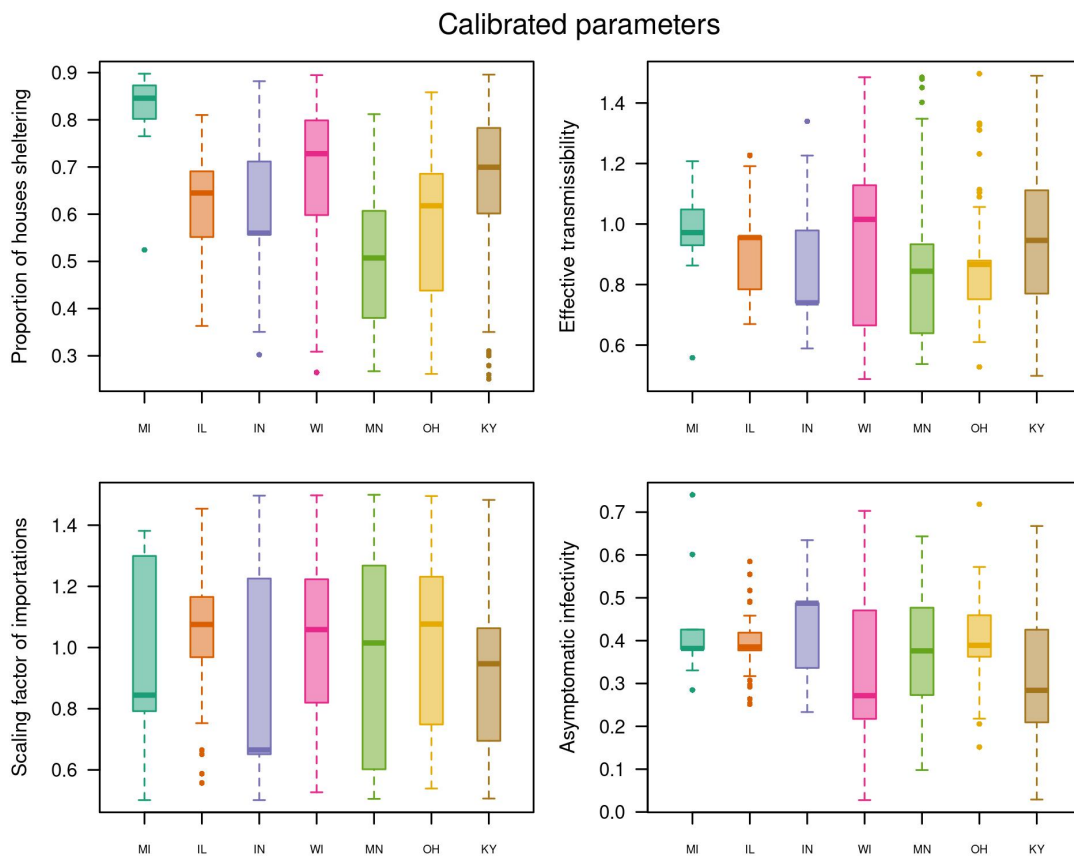 Calibrated parameters
Proportion of houses sheltering
0.9
0.8
0.7
0.6
0.5
0.4
0.3
MI IL IN WI MN OH KY
Effective transmissibility
1.4
1.2
1.0
0.8
0.6
MI IL IN WI MN OH KY
Scaling factor of importations
1.4
1.2
1.0
0.8
0.6
MI IL IN WI MN OH KY
Asymptomatic infectivity
0.7
0.6
0.5
0.4
0.3
0.2
0.1
0.0
MI IL IN WI MN OH KY